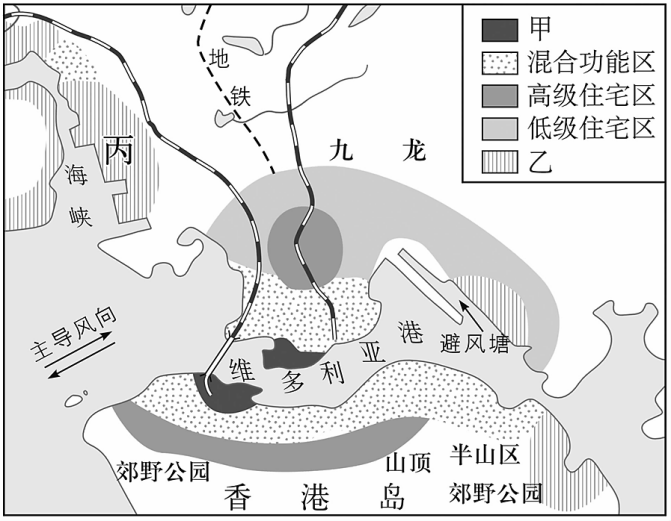 甲
混合功能区
高级住宅区
低级住宅区
乙
地铁
九龙
丙
海峡
主导风向
避风塘
维多利亚港
郊野公园
山顶
半山区
郊野公园
香港岛